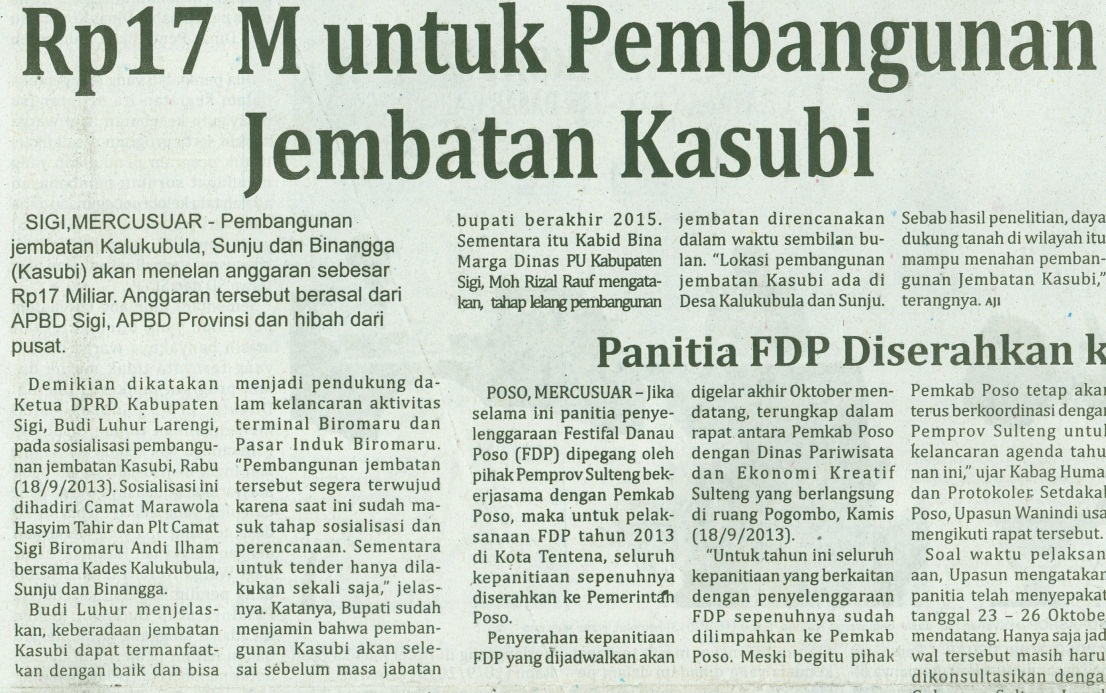 Rp17 M untuk Pembangunan
Jembatan Kasubi
SIGI,MERCUSUAR - Pembangunan
jembatan Kalukubula, Sunju dan Binangga
(Kasubi) akan menelan anggaran sebesar
Rp17 Miliar. Anggaran tersebut berasal dari
APBD Sigi, APBD Provinsi dan hibah dari
pusat.
Demikian dikatakan
Ketua DPRD Kabupaten
Sigi, Budi Luhur Larengi,
pada sosialisasi pembangu-
nan jembatan Kasubi, Rabu
(18/9/2013). Sosialisasi ini
dihadiri Camat Marawola
Hasyim Tahir dan Plt Camat
Sigi Biromaru Andi Ilham
bersama Kades Kalukubula,
Sunju dan Binangga.
Budi Luhur menjelas-
kan, keberadaan jembatan
Kasubi dapat termanfaat-
kan dengan baik dan bisa
menjadi pendukung da-
lam kelancaran aktivitas
terminal Biromaru dan
Pasar Induk Biromaru.
"Pembangunan jembatan
tersebut segera terwujud
karena saat ini sudah ma-
suk tahap sosialisasi dan
perencanaan. Sementara
untuk tender hanya dila-
kukan sekali saja," jelas-
nya. Katanya, Bupati sudah
menjamin bahwa pemban-
gunan Kasubi akan sele-
sai sebelum masa jabatan
bupati berakhir 2015.
Sementara itu Kabid Bina
Marga Dinas PU Kabupaten
Sigi, Moh Rizal Rauf mengata-
kan, tahap lelang pembangunan
jembatan direncanakan
dalam waktu sembilan bu-
lan. "Lokasi pembangunan
jembatan Kasubi ada di
Desa Kalukubula dan Sunju.
Sebab hasil penelitian, daya
dukung tanah di wilayah itu
mampu menahan pemban-
gunan Jembatan Kasubi,"
terangnya. AJI
Panitia FDP Diserahkan k
POSO, MERCUSUAR – Jika
selama ini panitia penye-
lenggaraan Festifal Danau
Poso (FDP) dipegang oleh
pihak Pemprov Sulteng bek-
erjasama dengan Pemkab
Poso, maka untuk pelak-
sanaan FDP tahun 2013
di Kota Tentena, seluruh
kepanitiaan sepenuhnya
diserahkan ke Pemerintah
Poso.
Penyerahan kepanitiaan
FDP yang dijadwalkan akan
digelar akhir Oktober men-
datang, terungkap dalam
rapat antara Pemkab Poso
dengan Dinas Pariwisata
dan Ekonomi Kreatif
Sulteng yang berlangsung
di ruang Pogombo, Kamis
(18/9/2013).
"Untuk tahun ini seluruh
kepanitiaan yang berkaitan
dengan penyelenggaraan
FDP sepenuhnya sudah
dilimpahkan ke Pemkab
Poso. Meski begitu pihak
Pemkab Poso tetap akan
terus berkoordinasi dengan
Pemprov Sulteng untuk
kelancaran agenda tahu
nan ini," ujar Kabag Huma
dan Protokoler Setdakab
Poso, Upasun Wanindi usa
mengikuti rapat tersebut.
Soal waktu pelaksan
aan, Upasun mengatakan
panitia telah menyepakat
tanggal 23 – 26 Oktobe
mendatang. Hanya saja jad
wal tersebut masih haru
dikonsultasikan denga